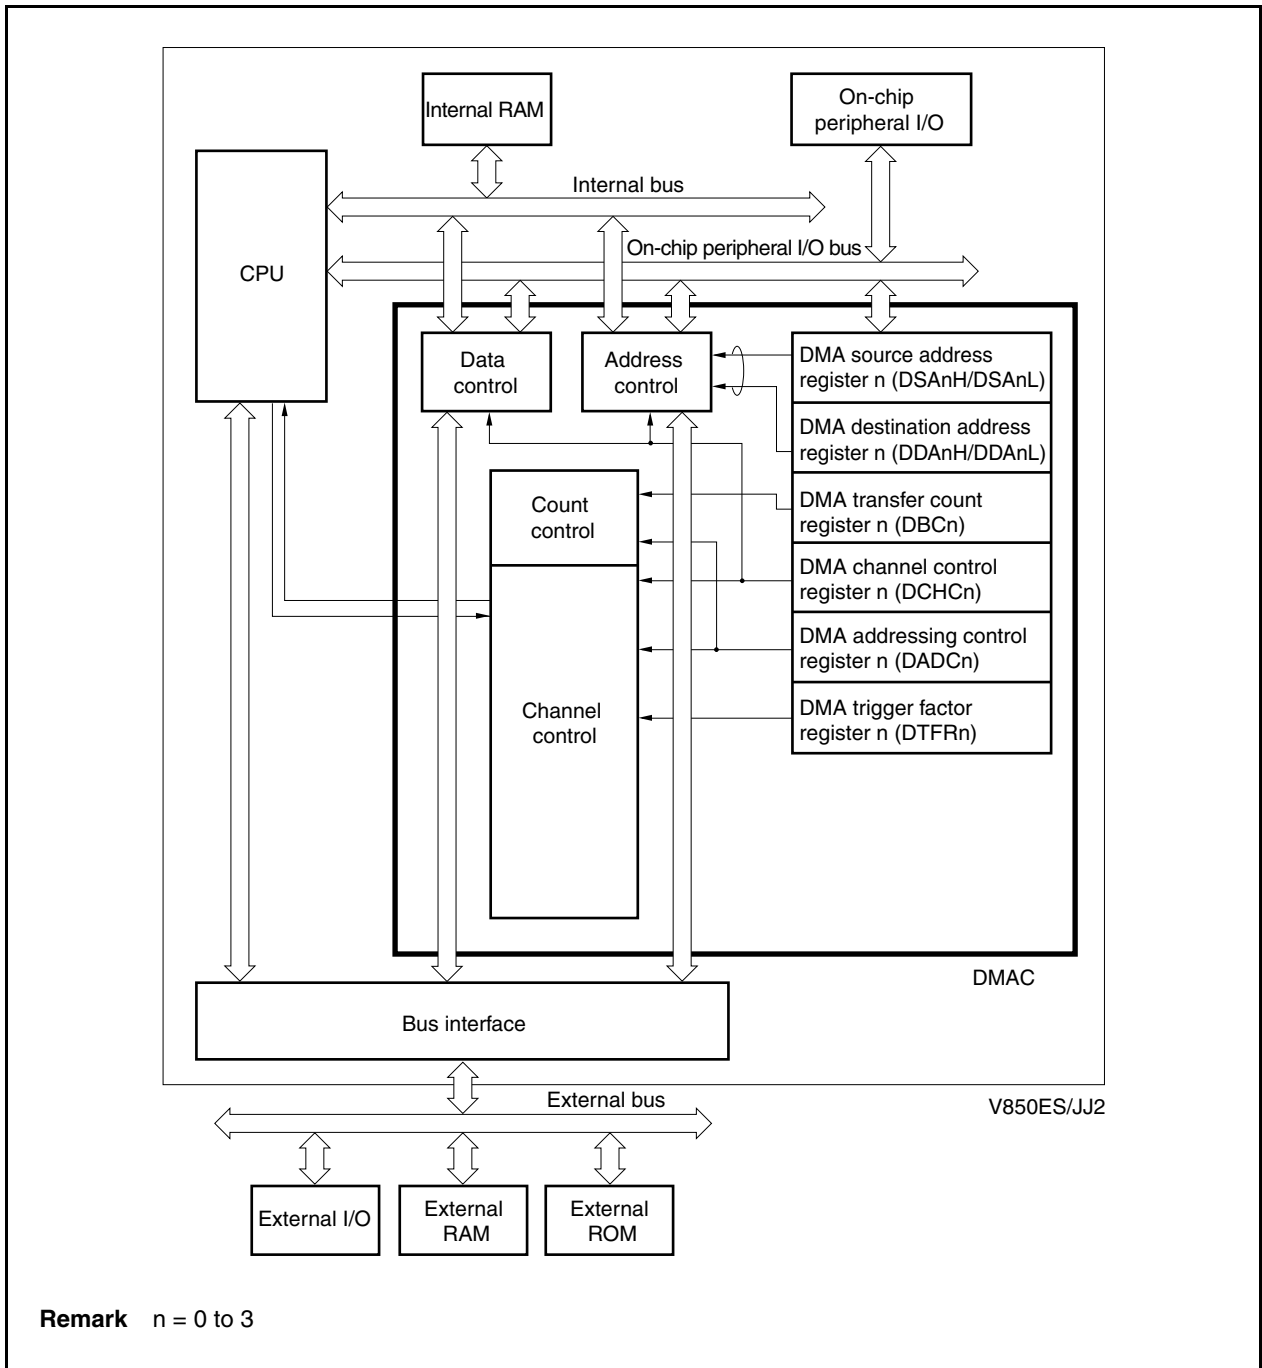 Internal RAM
On-chip
peripheral I/O
Internal bus
On-chip peripheral I/O bus
CPU
Data
control
Address
control
DMA source address
register n (DSAnH/DSAnL)
DMA destination address
register n (DDAnH/DDAnL)
Count
control
DMA transfer count
register n (DBCn)
DMA channel control
register n (DCHCn)
DMA addressing control
register n (DADCn)
Channel
control
DMA trigger factor
register n (DTFRn)
DMAC
Bus interface
External bus
V850ES/JJ2
External I/O
External
RAM
External
ROM
Remark n = 0 to 3